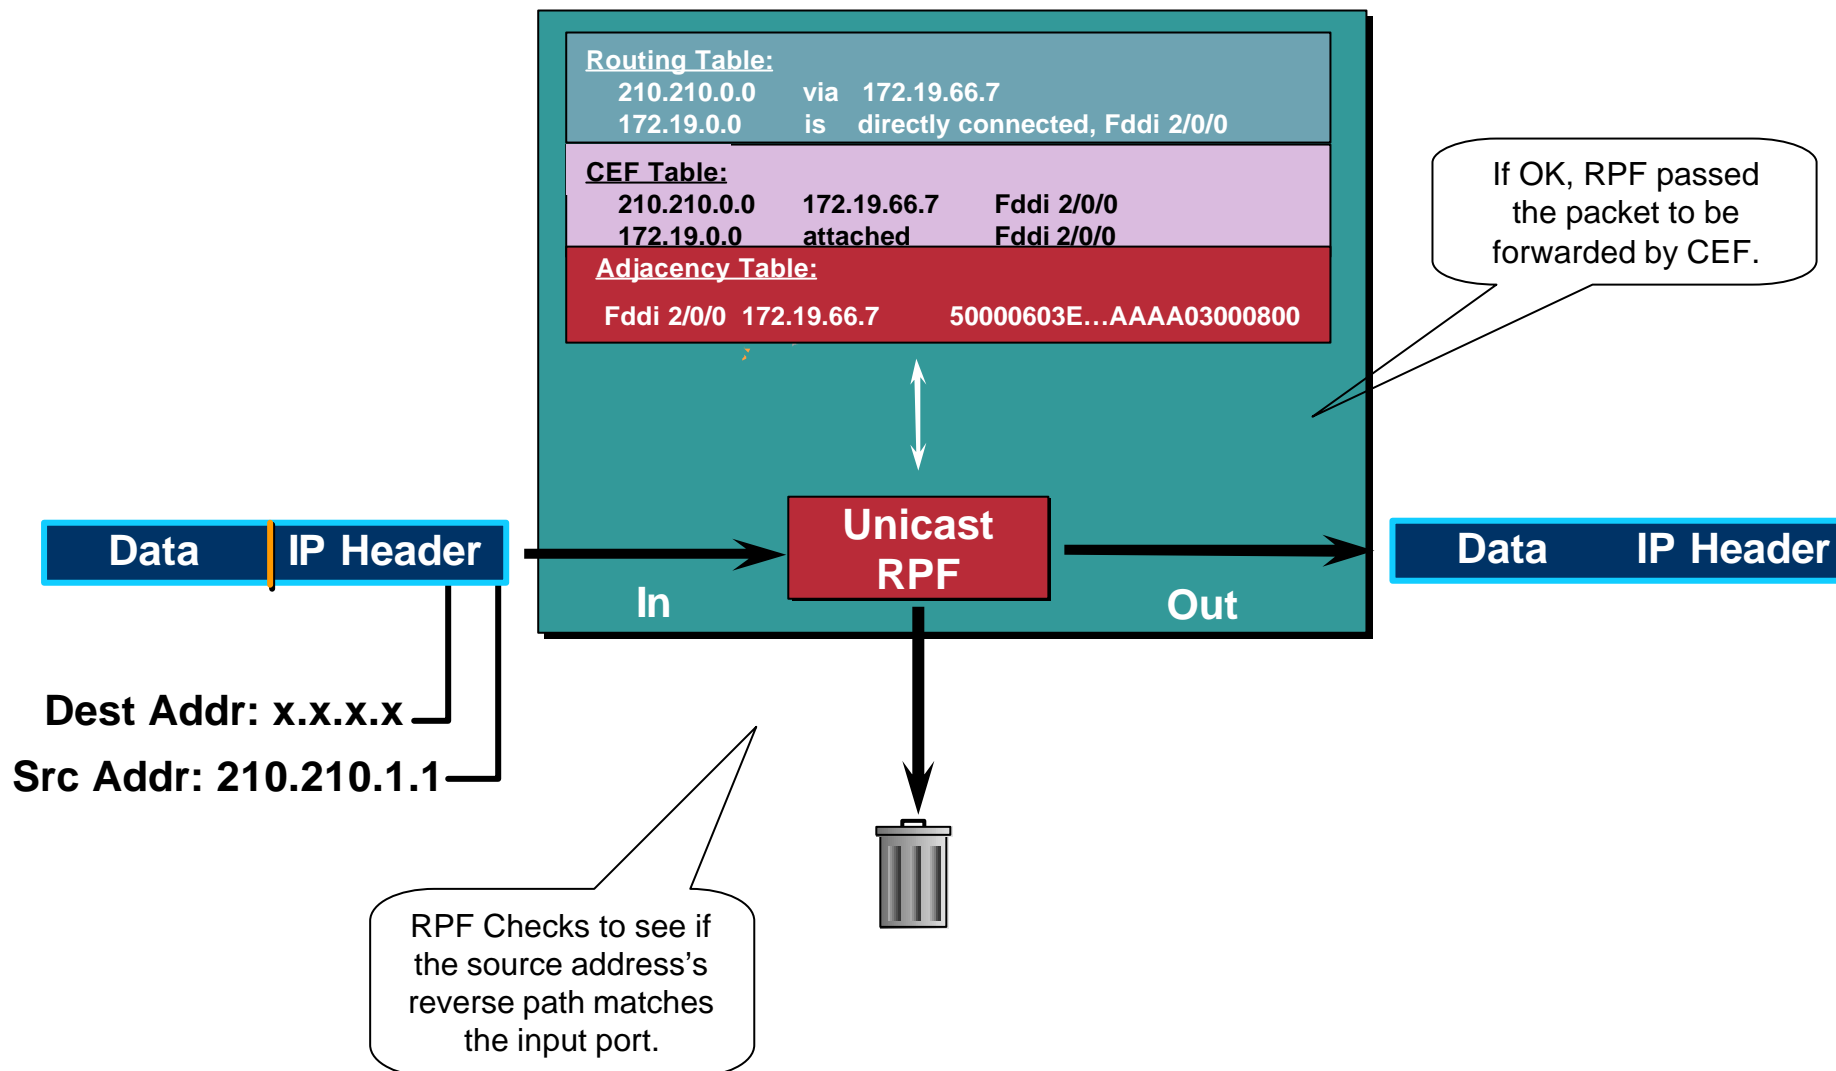 Routing Table:
210.210.0.0 via 172.19.66.7
172.19.0.0 is directly connected, Fddi 2/0/0
CEF Table:
210.210.0.0 172.19.66.7 Fddi 2/0/0
172.19.0.0 attached Fddi 2/0/0
Adjacency Table:
Fddi 2/0/0 172.19.66.7 50000603E…AAAA03000800
If OK, RPF passed
the packet to be
forwarded by CEF.
Data IP Header
Unicast
RPF
In
Out
Data IP Header
Dest Addr: x.x.x.x
Src Addr: 210.210.1.1
RPF Checks to see if
the source address’s
reverse path matches
the input port.